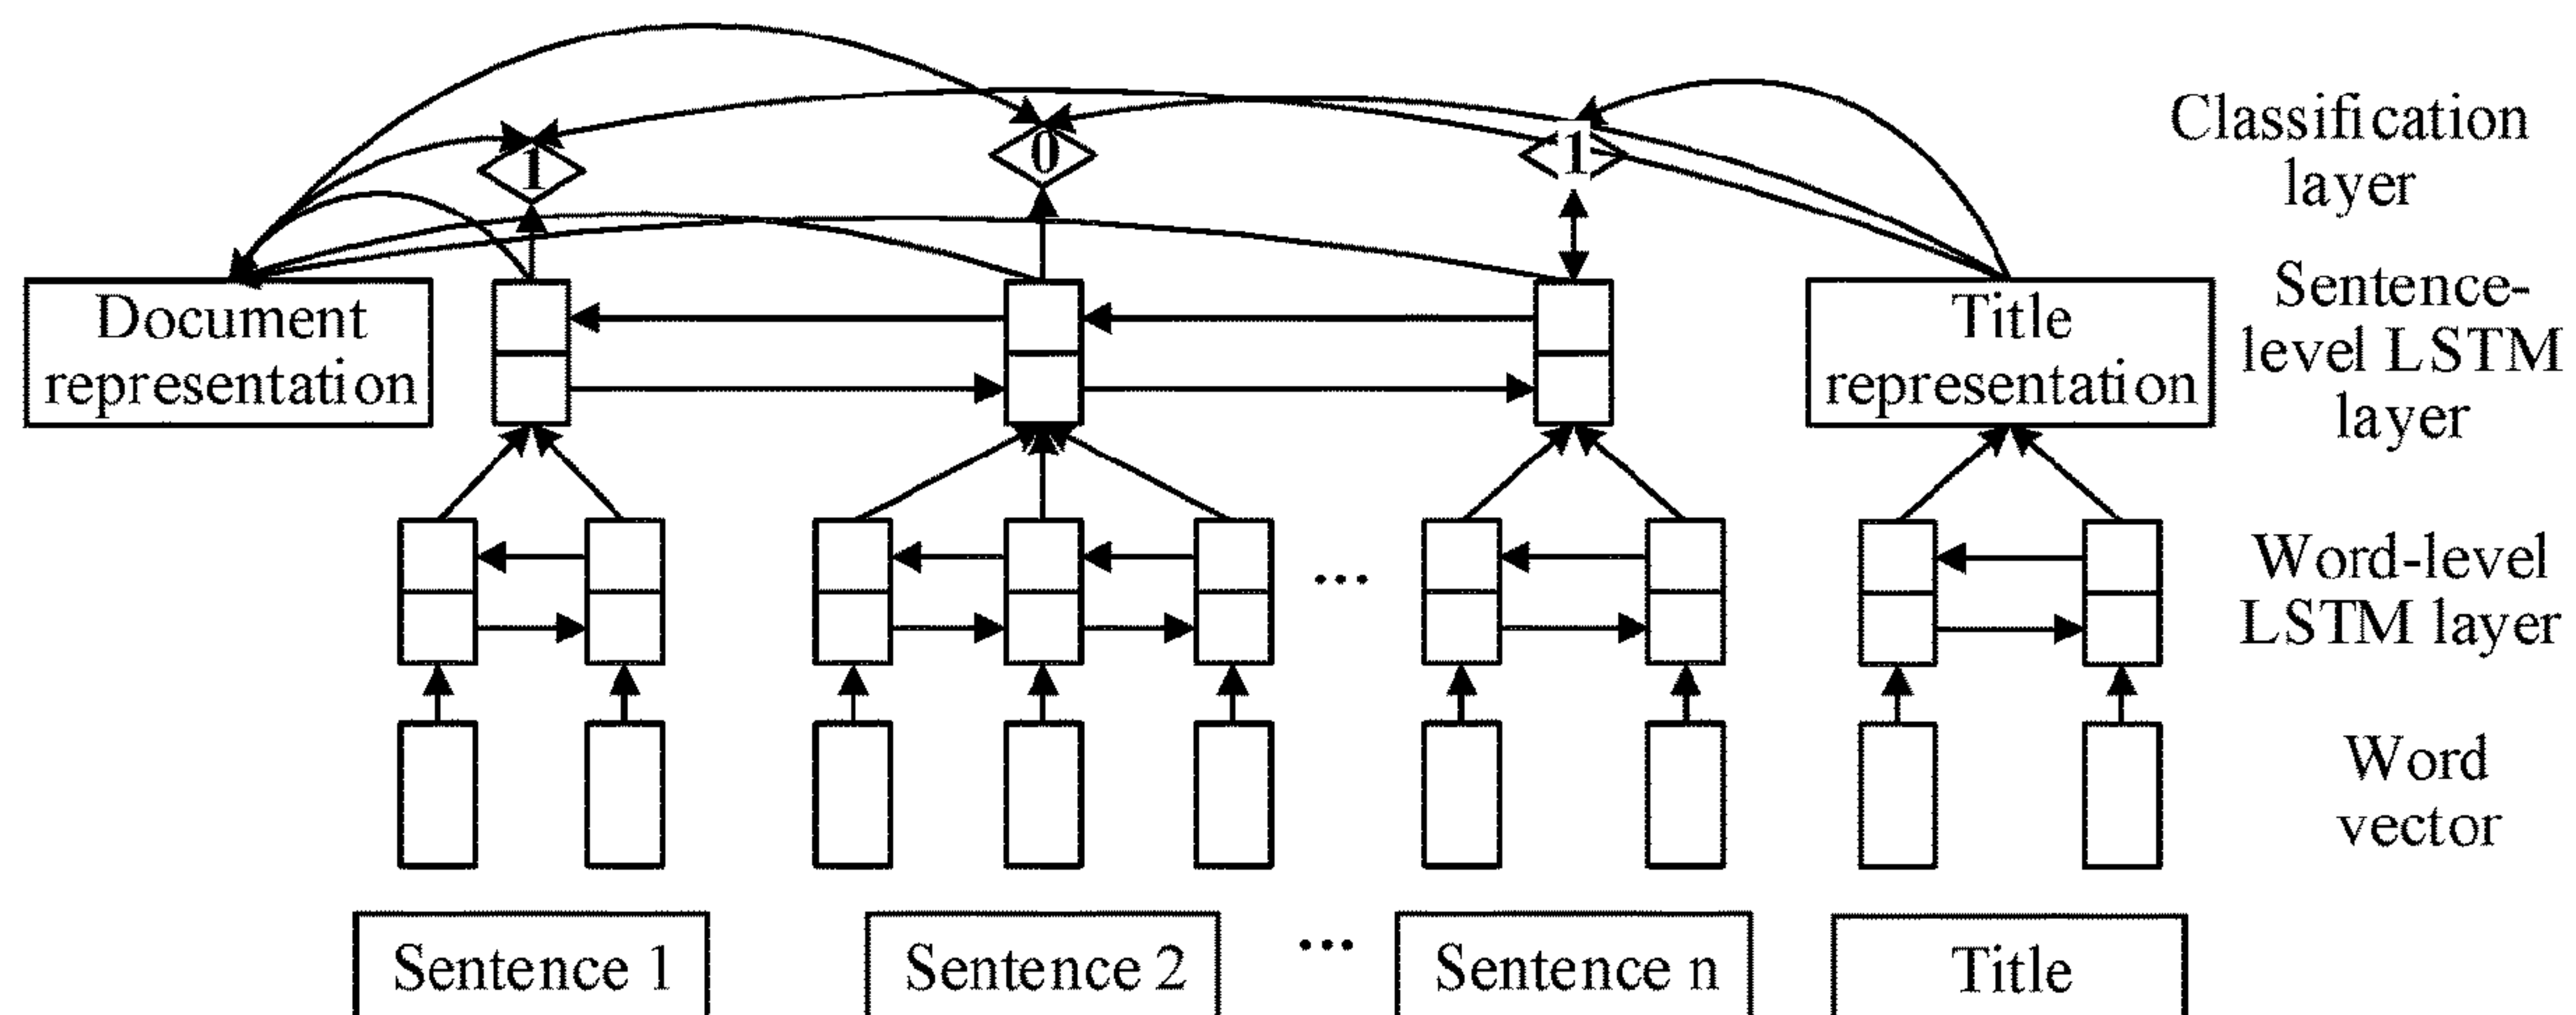 Classification
layer
1
0
1
Document
representation
Title
representation
Sentence-
level LSTM
layer
...
Word-level
LSTM layer
Word
vector
Sentence 1
Sentence 2
...
Sentence n
Title